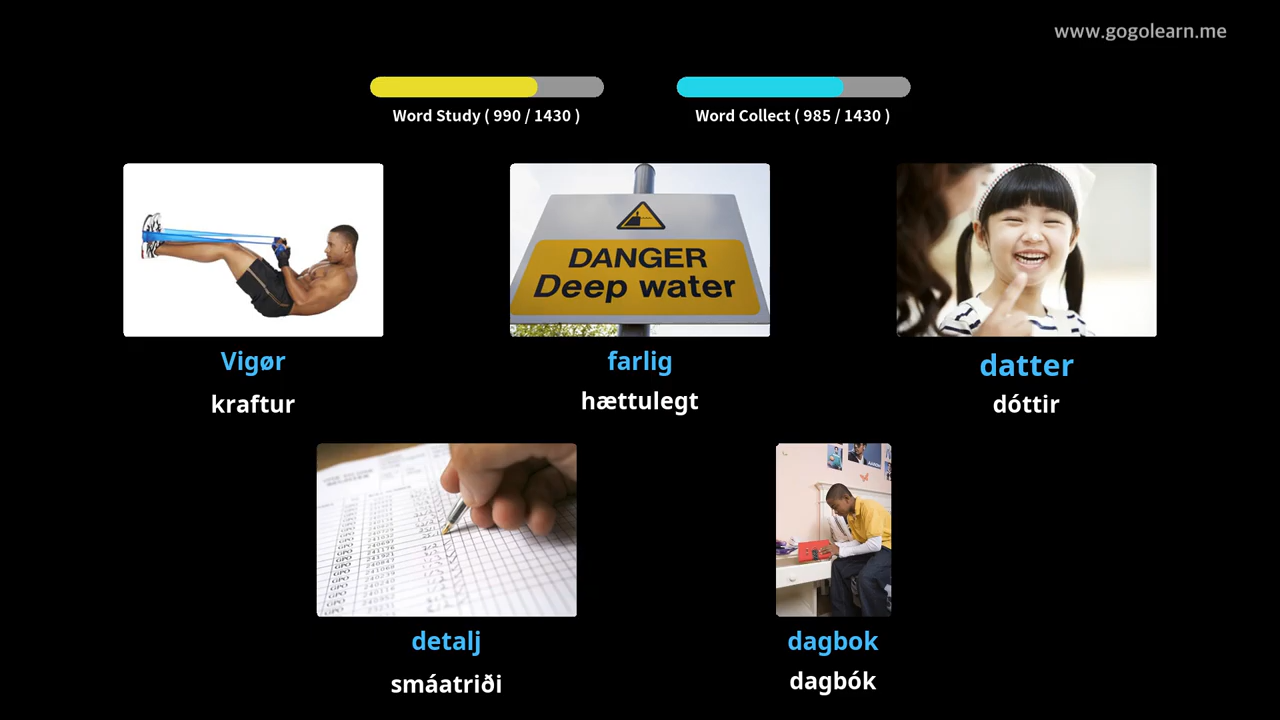 www.gogolearn.me
Word Study ( 990 / 1430 )
Word Collect ( 985 / 1430 )
DANGER
Deep water
Vigør
farlig
datter
kraftur
hættulegt
dóttir
detalj
dagbok
smáatriði
dagbók